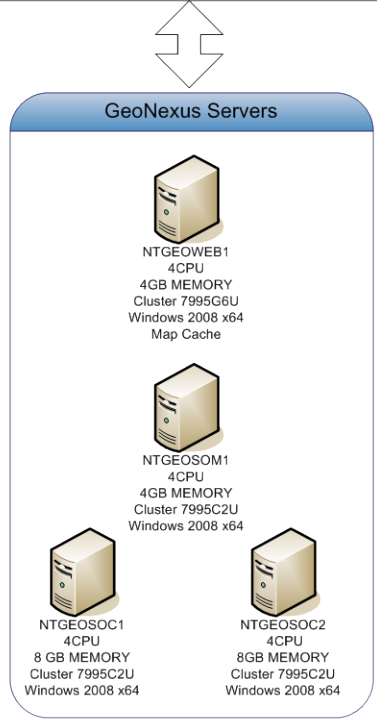 GeoNexus Servers
NTGEOWEB1
4CPU
4GB MEMORY
Cluster 7995G6U
Windows 2008 x64
Map Cache
NTGEOSOM1
4CPU
4GB MEMORY
Cluster 7995C2U
Windows 2008 x64
NTGEOSOC1
4CPU
8 GB MEMORY
Cluster 7995C2U
Windows 2008 x64
NTGEOSOC2
4CPU
8GB MEMORY
Cluster 7995C2U
Windows 2008 x64